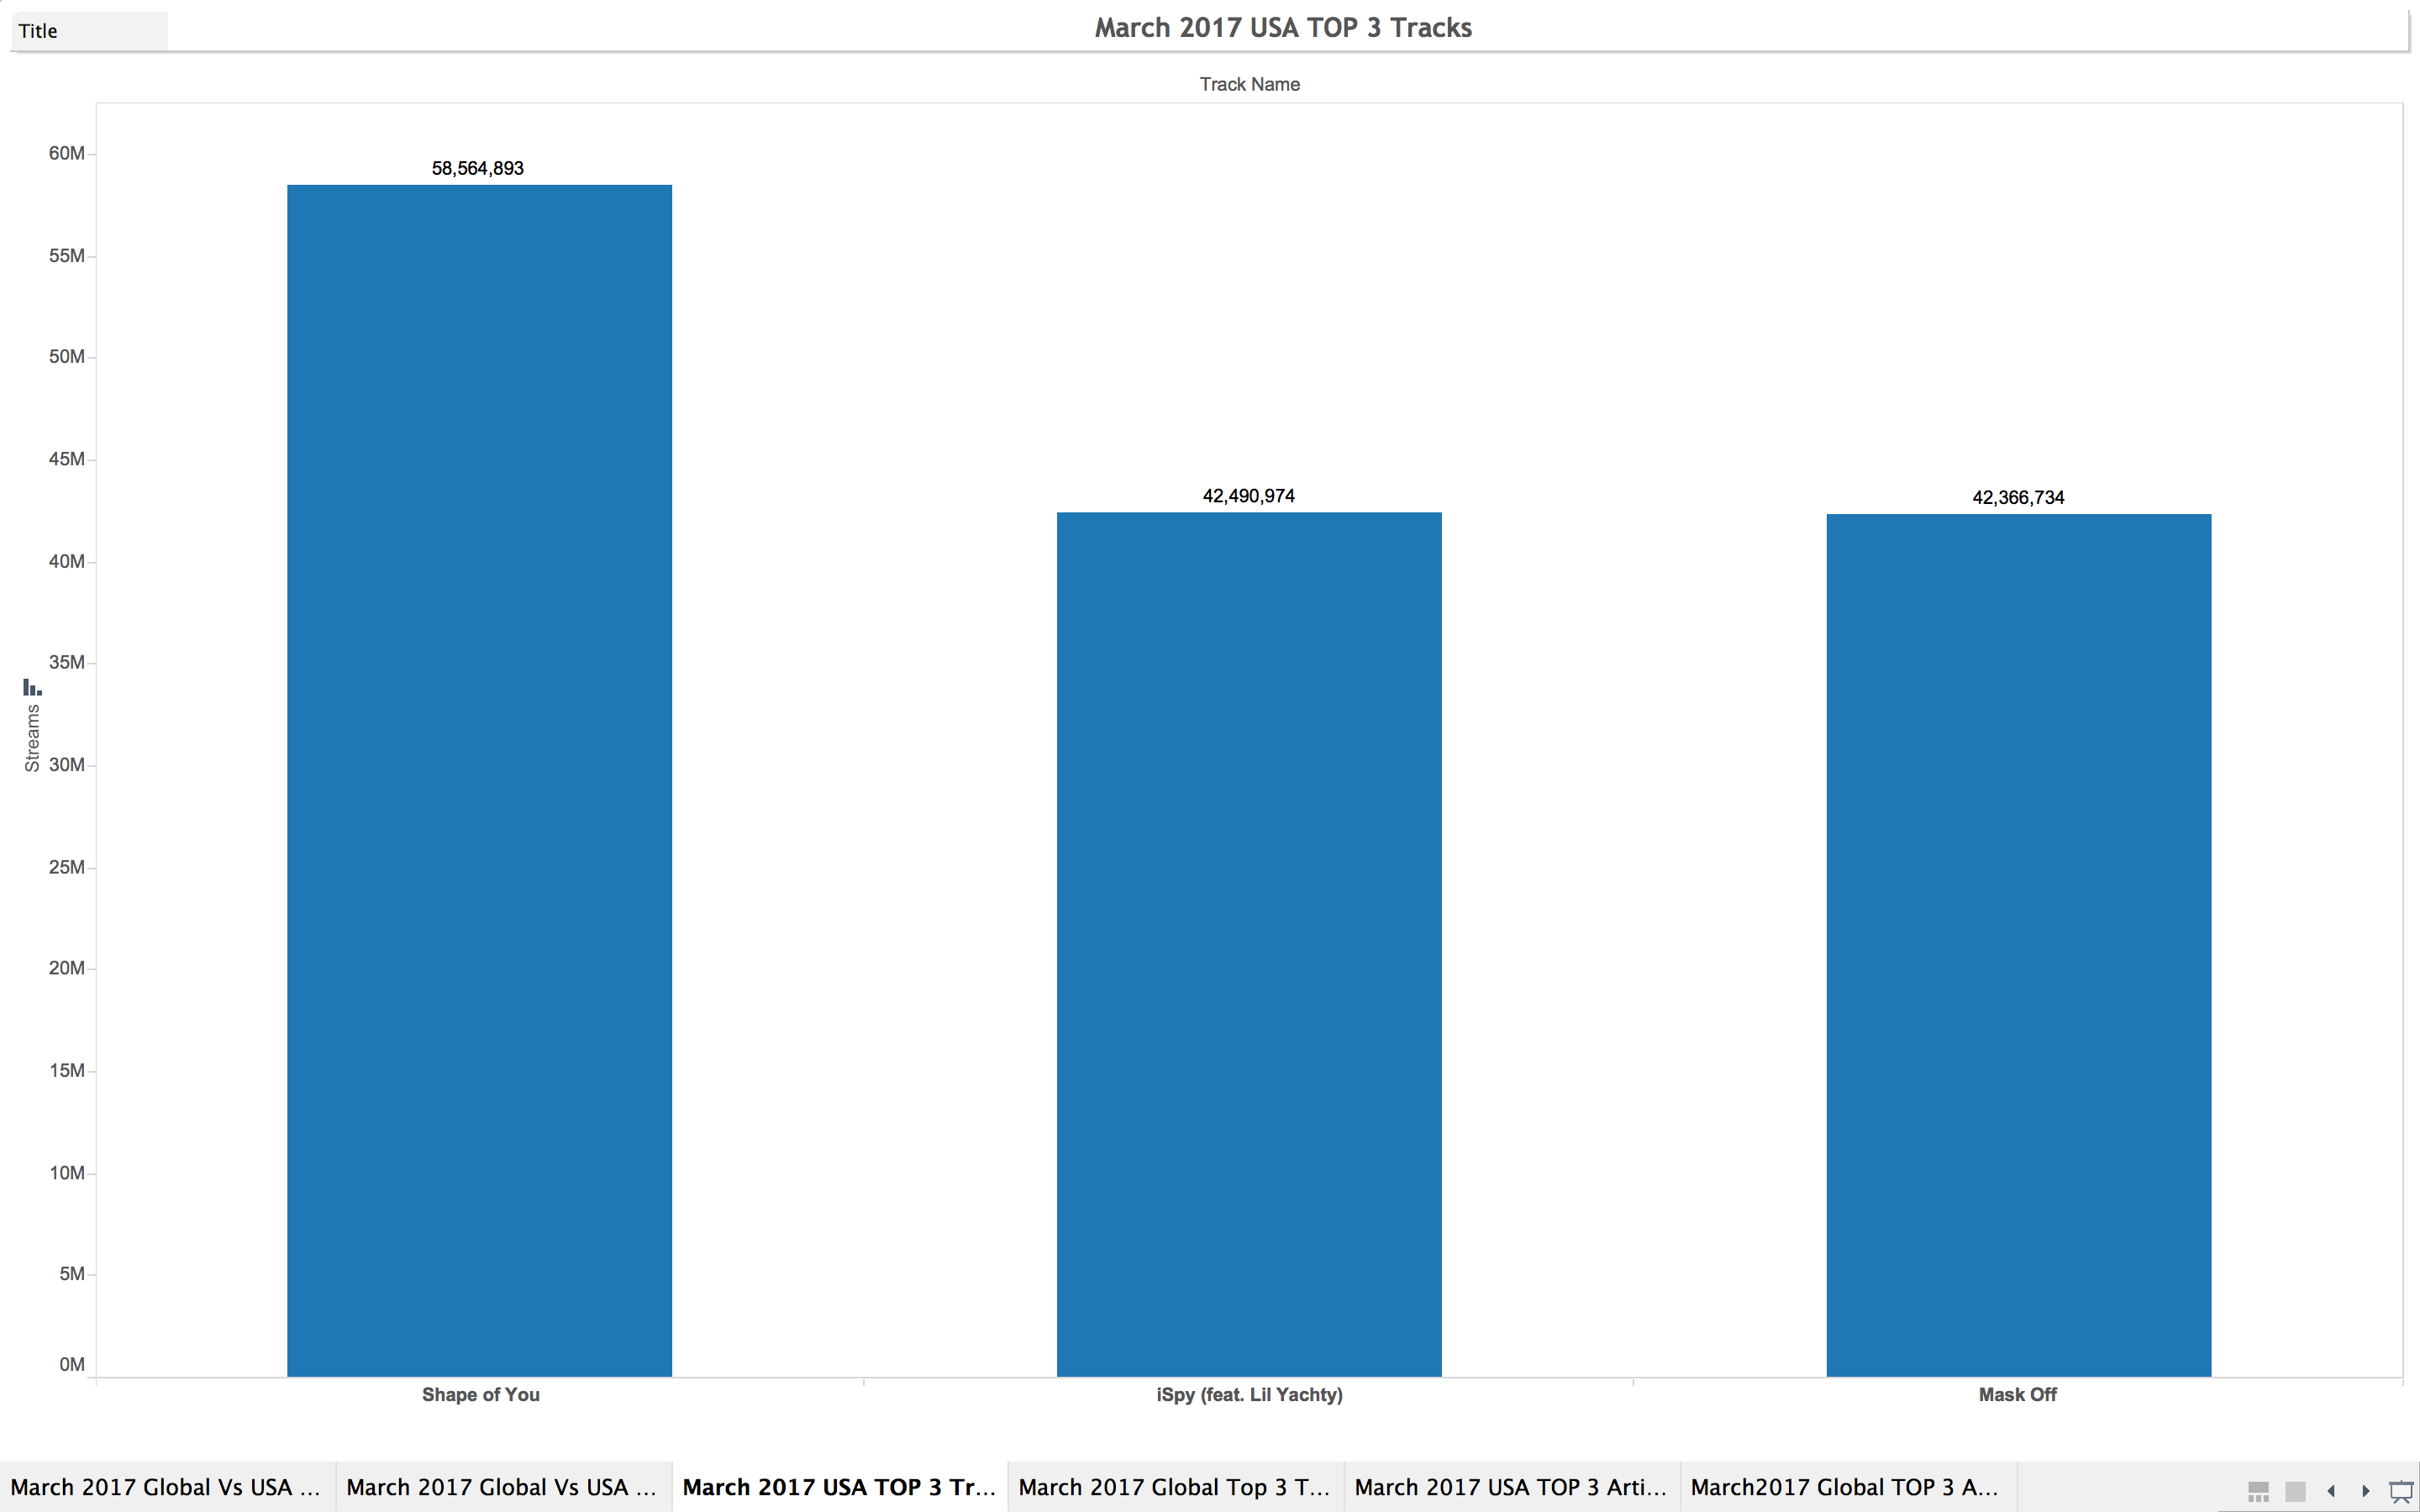 Title
March 2017 USA TOP 3 Tracks
Track Name
60M
55M
50M
45M
40M
35M
30M
25M
20M
15M
10M
5M
0M
Streams
58,564,893
42,490,974
42,366,734
Shape of You
iSpy (feat. Lil Yachty)
Mask Off
March 2017 Global Vs USA ...
March 2017 Global Vs USA ...
March 2017 USA TOP 3 Tr...
March 2017 Global Top 3 T...
March 2017 USA TOP 3 Arti...
March2017 Global TOP 3 A...